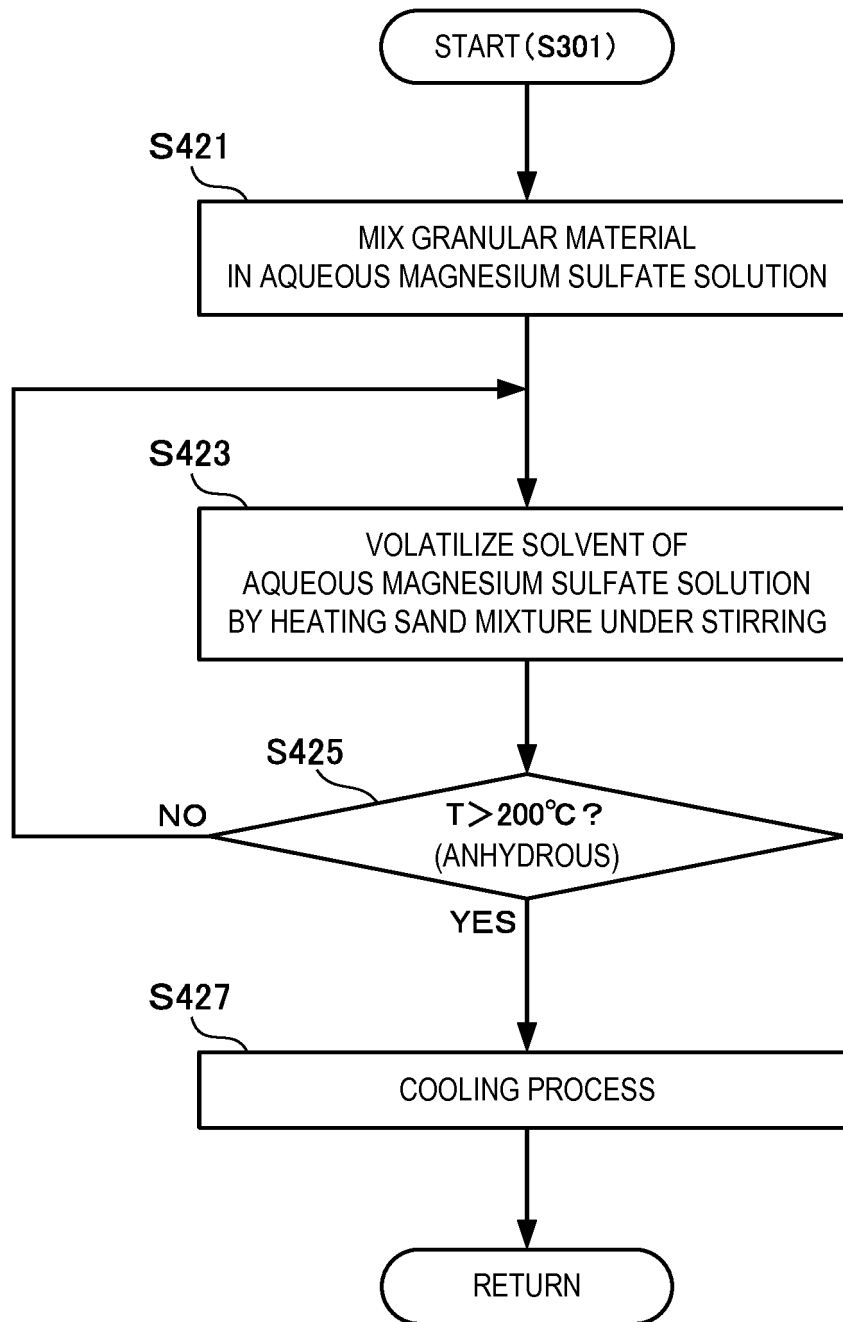 START(S301)
S421
MIX GRANULAR MATERIAL
IN AQUEOUS MAGNESIUM SULFATE SOLUTION
S423
VOLATILIZE SOLVENT OF
AQUEOUS MAGNESIUM SULFATE SOLUTION
BY HEATING SAND MIXTURE UNDER STIRRING
S425
NO
T>200℃?
(ANHYDROUS)
YES
S427
COOLING PROCESS
RETURN